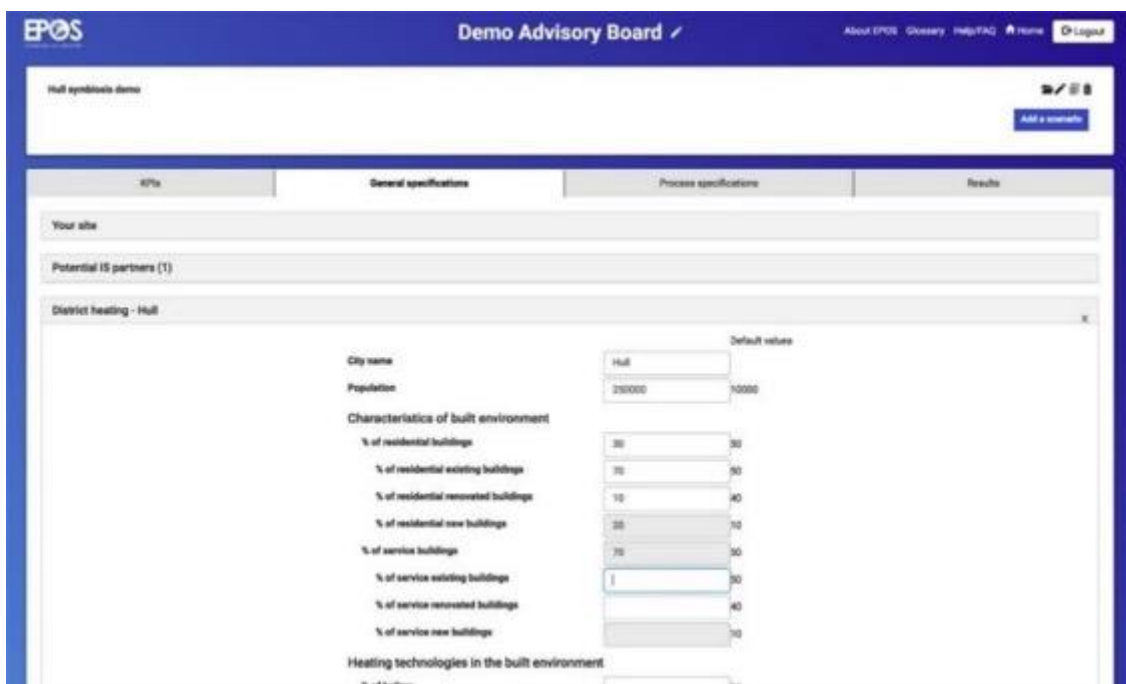 EPOS
Demo Advisory Board
About EPOS Glossary Help/FAQ Home Logout
Hull symbiosis demo
Add a scenario
KPIs General specifications Process specifications Results
Your site
Potential IS partners (1)
District heating - Hull x
Default values
City name Hull
Population 250000 10000
Characteristics of built environment
% of residential buildings 30 50
% of residential existing buildings 70 50
% of residential renovated buildings 10 40
% of residential new buildings 20 10
% of service buildings 70 50
% of service existing buildings 50
% of service renovated buildings 40
% of service new buildings 10
Heating technologies in the built environment